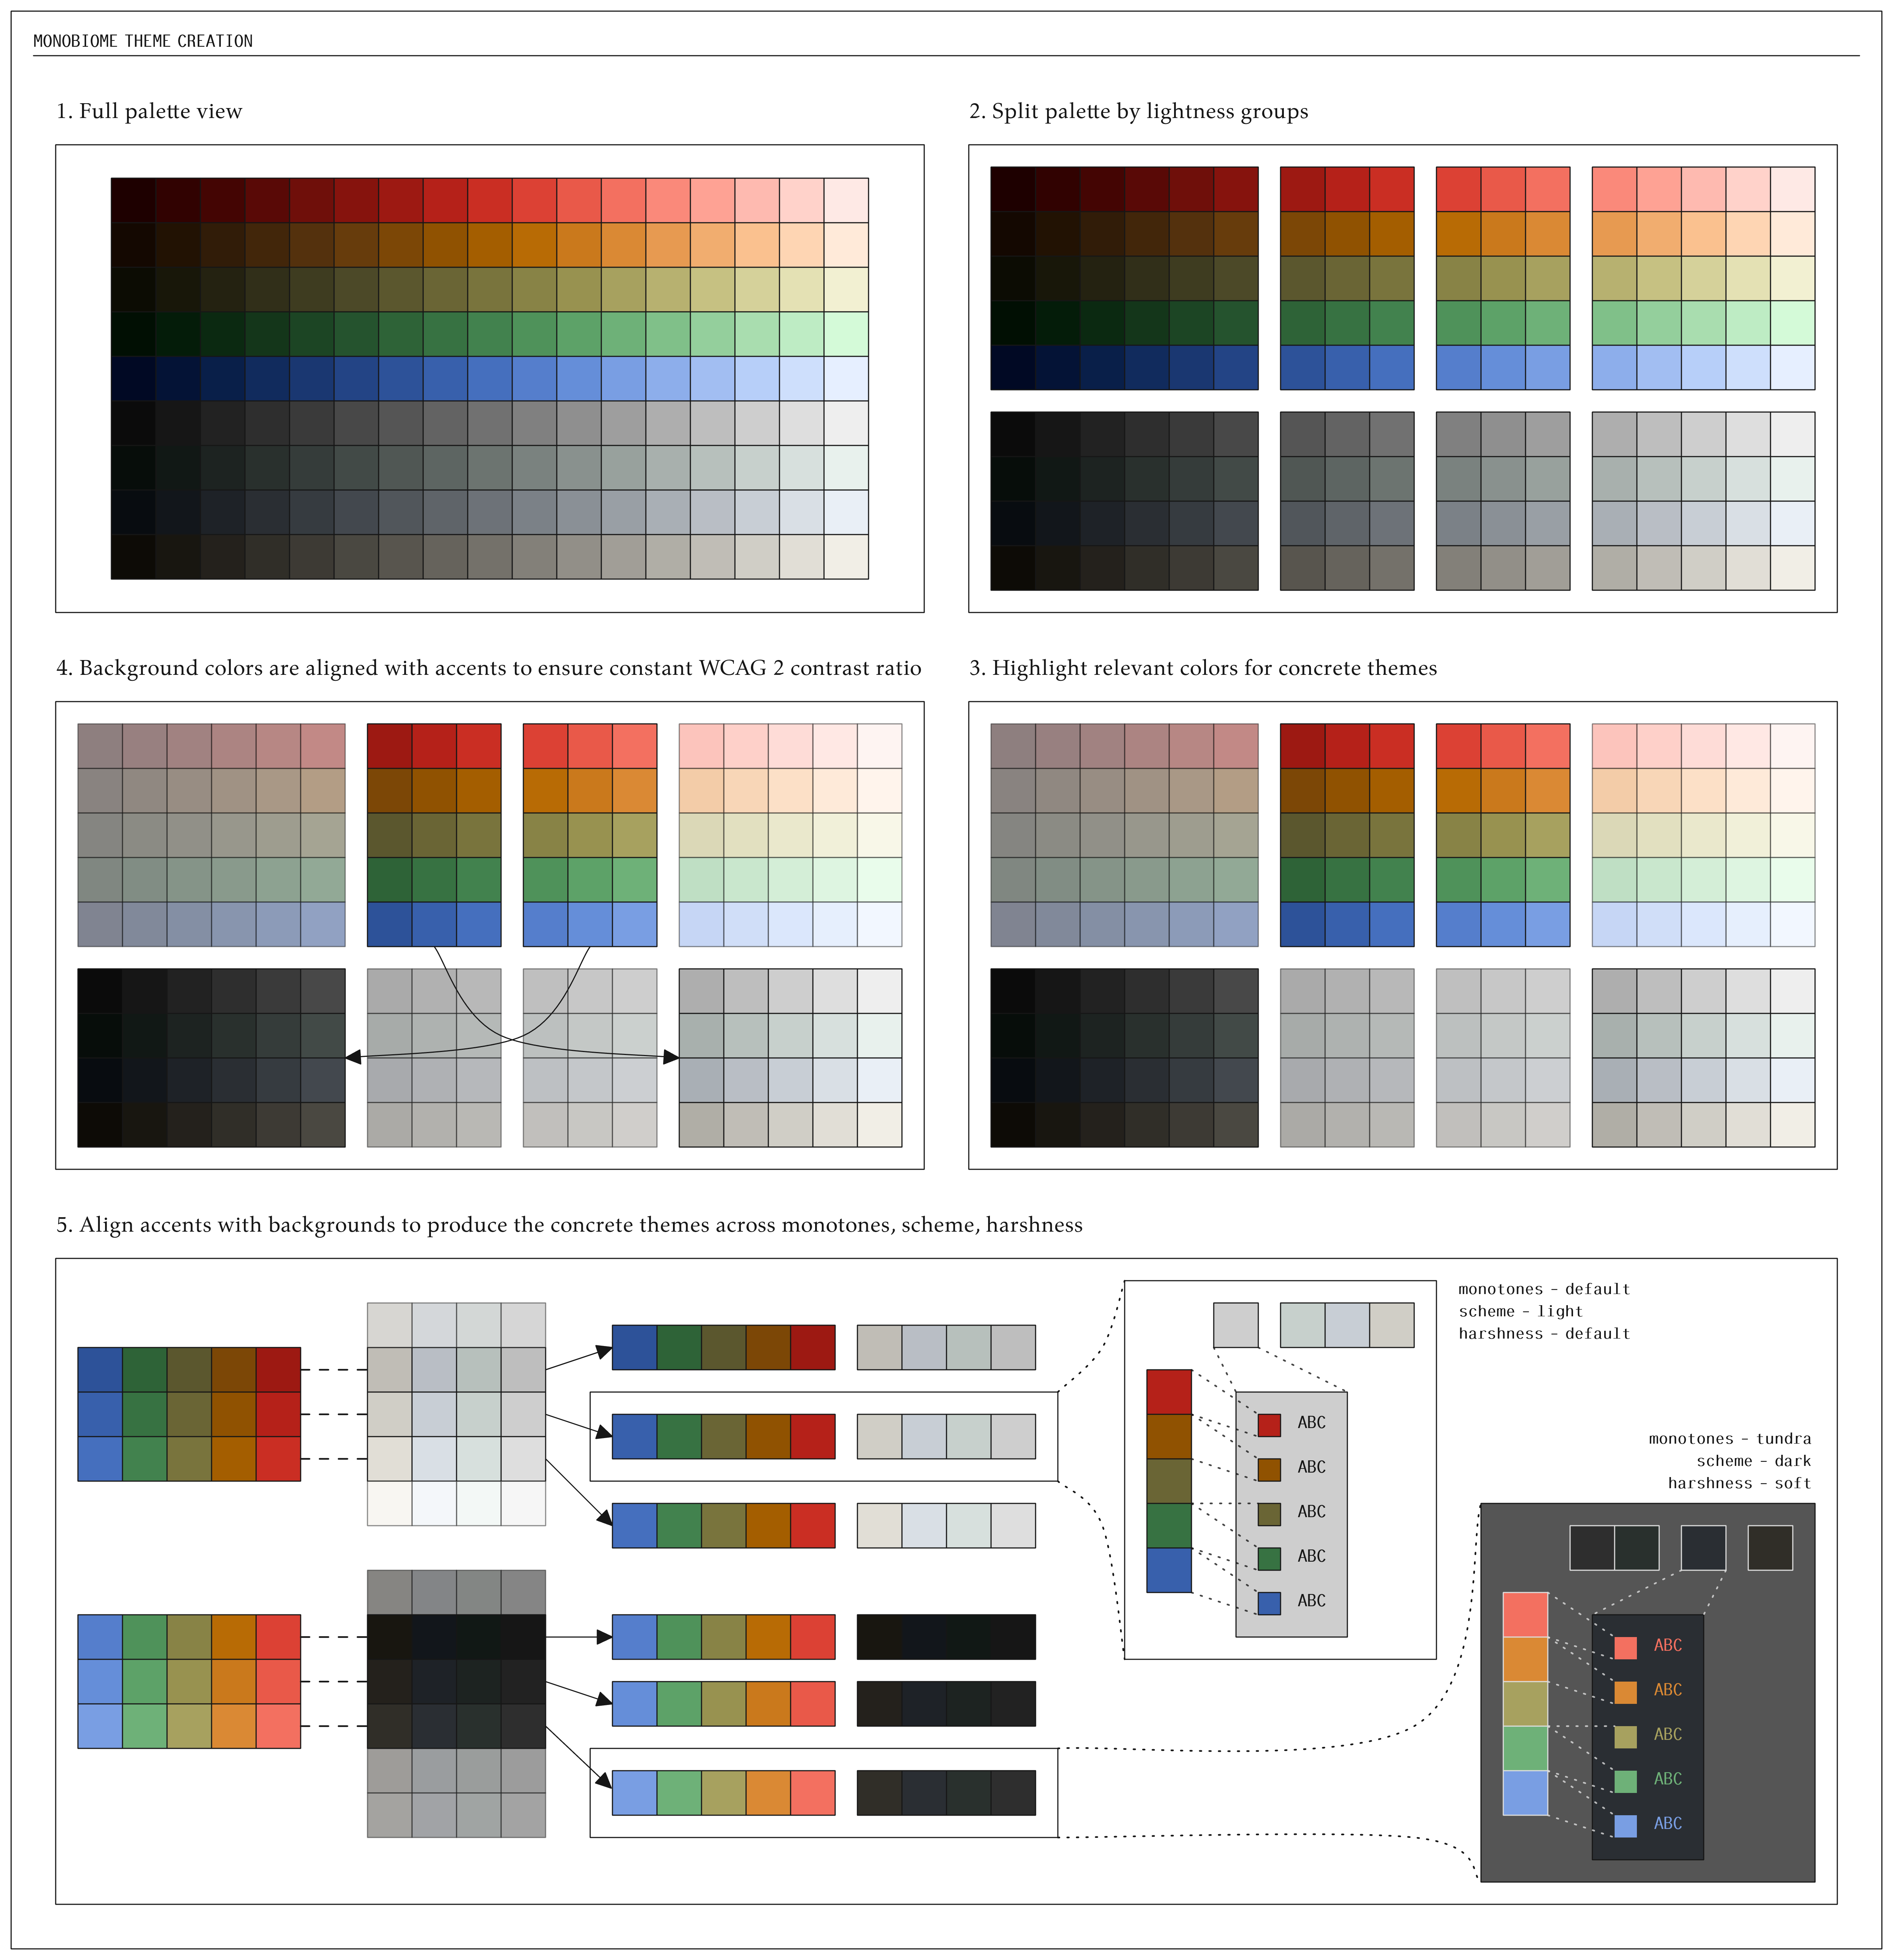 MONOBIOME THEME CREATION
1. Full palette view
2. Split palette by lightness groups
4. Background colors are aligned with accents to ensure constant WCAG 2 contrast ratio
3. Highlight relevant colors for concrete themes
5. Align accents with backgrounds to produce the concrete themes across monotones, scheme, harshness
monotones - default
scheme - light
harshness - default
ABC
ABC
ABC
ABC
ABC
monotones - tundra
scheme - dark
harshness - soft
ABC
ABC
ABC
ABC
ABC